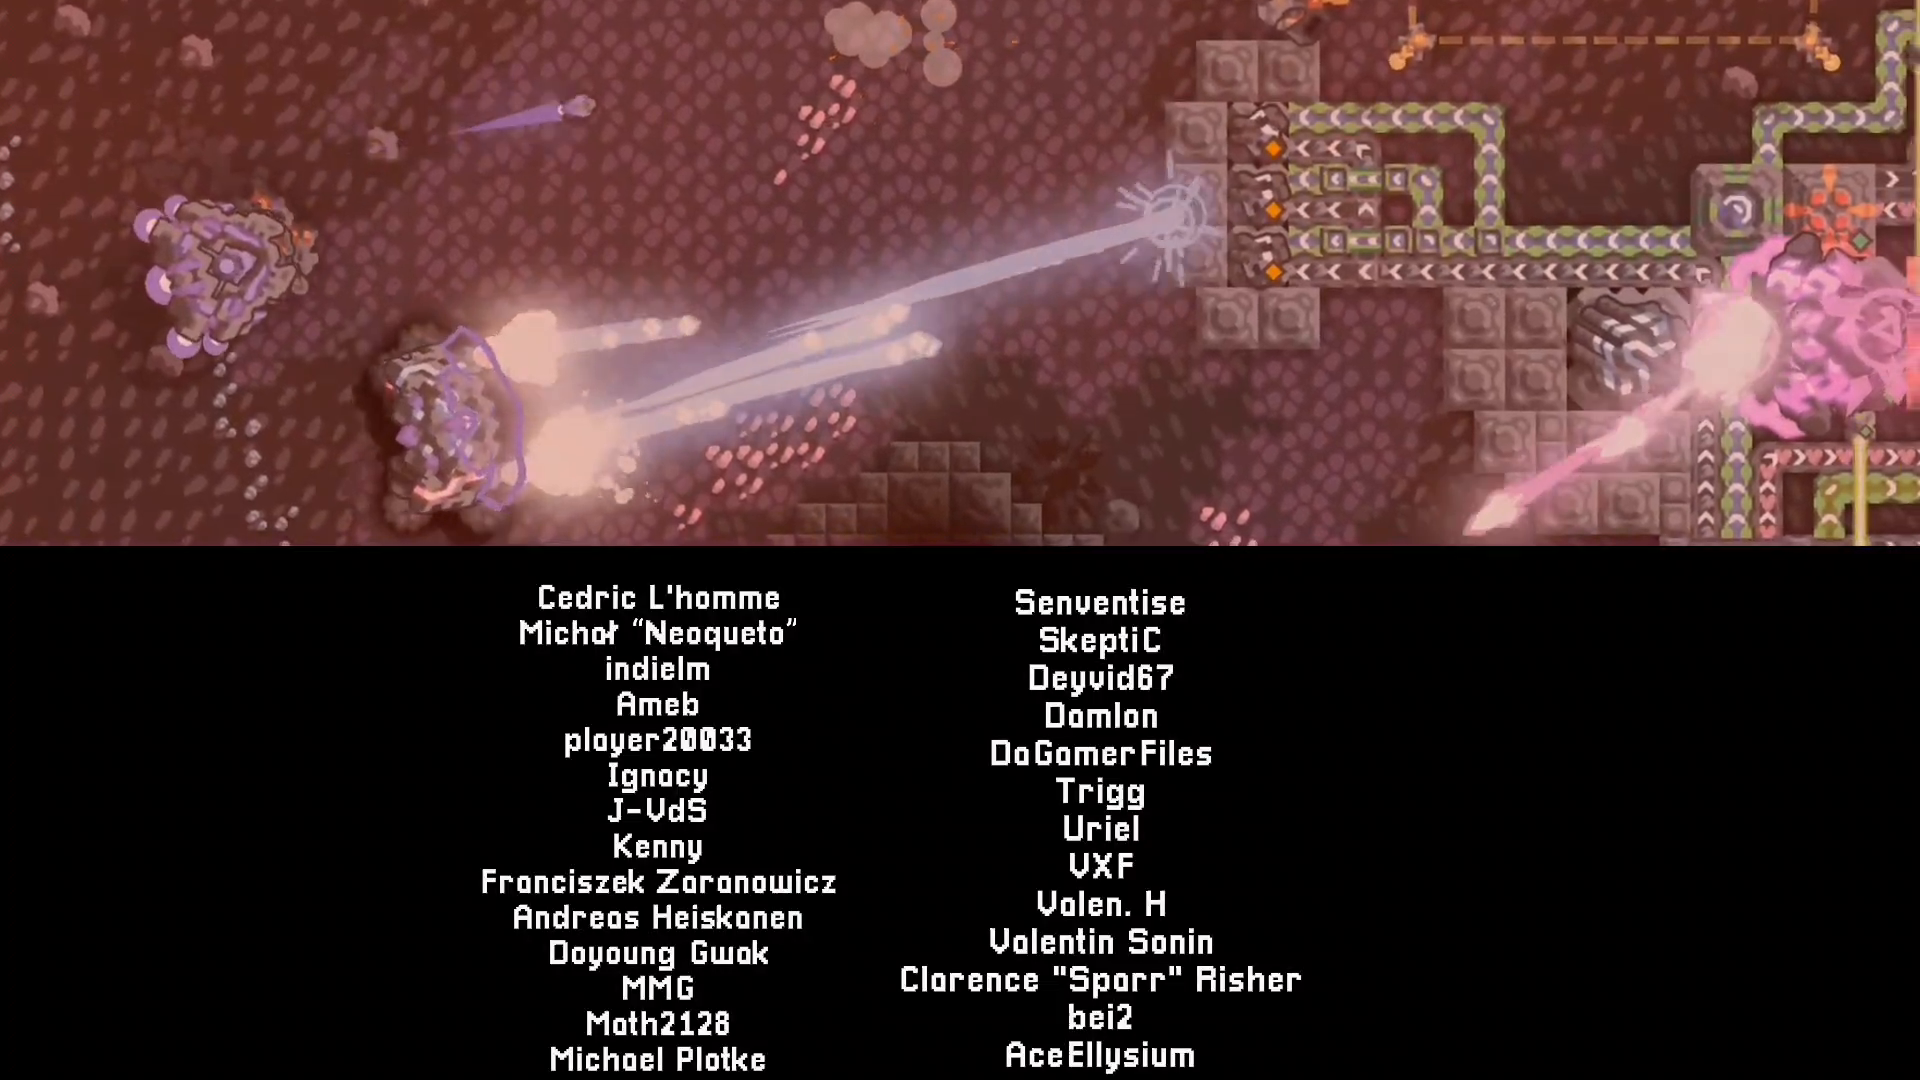 Cedric L'homme
Michał “Neoqueto”
indielm
Ameb
player20033
Ignacy
J-VdS
Kenny
Franciszek Zaranowicz
Andreas Heiskanen
Doyoung Gwak
MMG
Math2128
Michael Plotke
Senventise
SkeptiC
Deyvid67
Damlon
DaGamerFiles
Trigg
Uriel
VXF
Valen. H
Valentin Sonin
Clarence "Sparr" Risher
bei2
AceEllysium